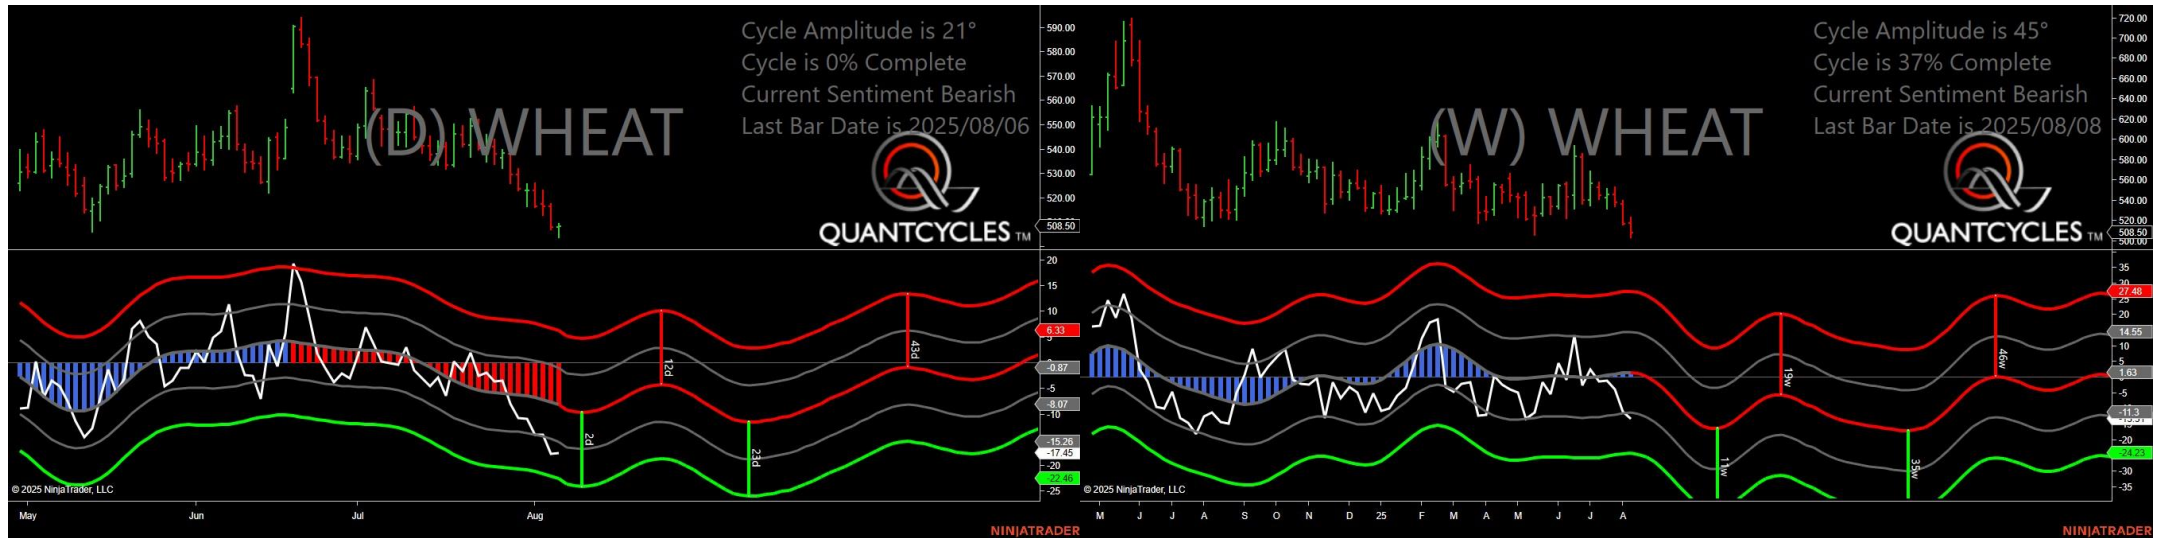 Cycle Amplitude is 21°
Cycle is 0% Complete
Current Sentiment Bearish
Last Bar Date is 2025/08/06
(D) WHEAT
QUANTCYCLES TM
590.00
580.00
570.00
560.00
550.00
540.00
530.00
520.00
508.50
20
15
10
6.33
-0.87
-5
-8.07
-10
-15.26
-17.45
-20
-22.46
-25
2d
12d
23d
43d
© 2025 NinjaTrader, LLC
May Jun Jul Aug
NINJATRADER
Cycle Amplitude is 45°
Cycle is 37% Complete
Current Sentiment Bearish
Last Bar Date is 2025/08/08
(W) WHEAT
QUANTCYCLES TM
720.00
700.00
680.00
660.00
640.00
620.00
600.00
580.00
560.00
540.00
520.00
508.50
500.00
35
27.48
20
14.55
10
5
1.63
-5
-11.3
-20
-24.23
-30
-35
11w
19w
35w
46w
© 2025 NinjaTrader, LLC
M J J A S O N D 25 F M A M J J A
NINJATRADER